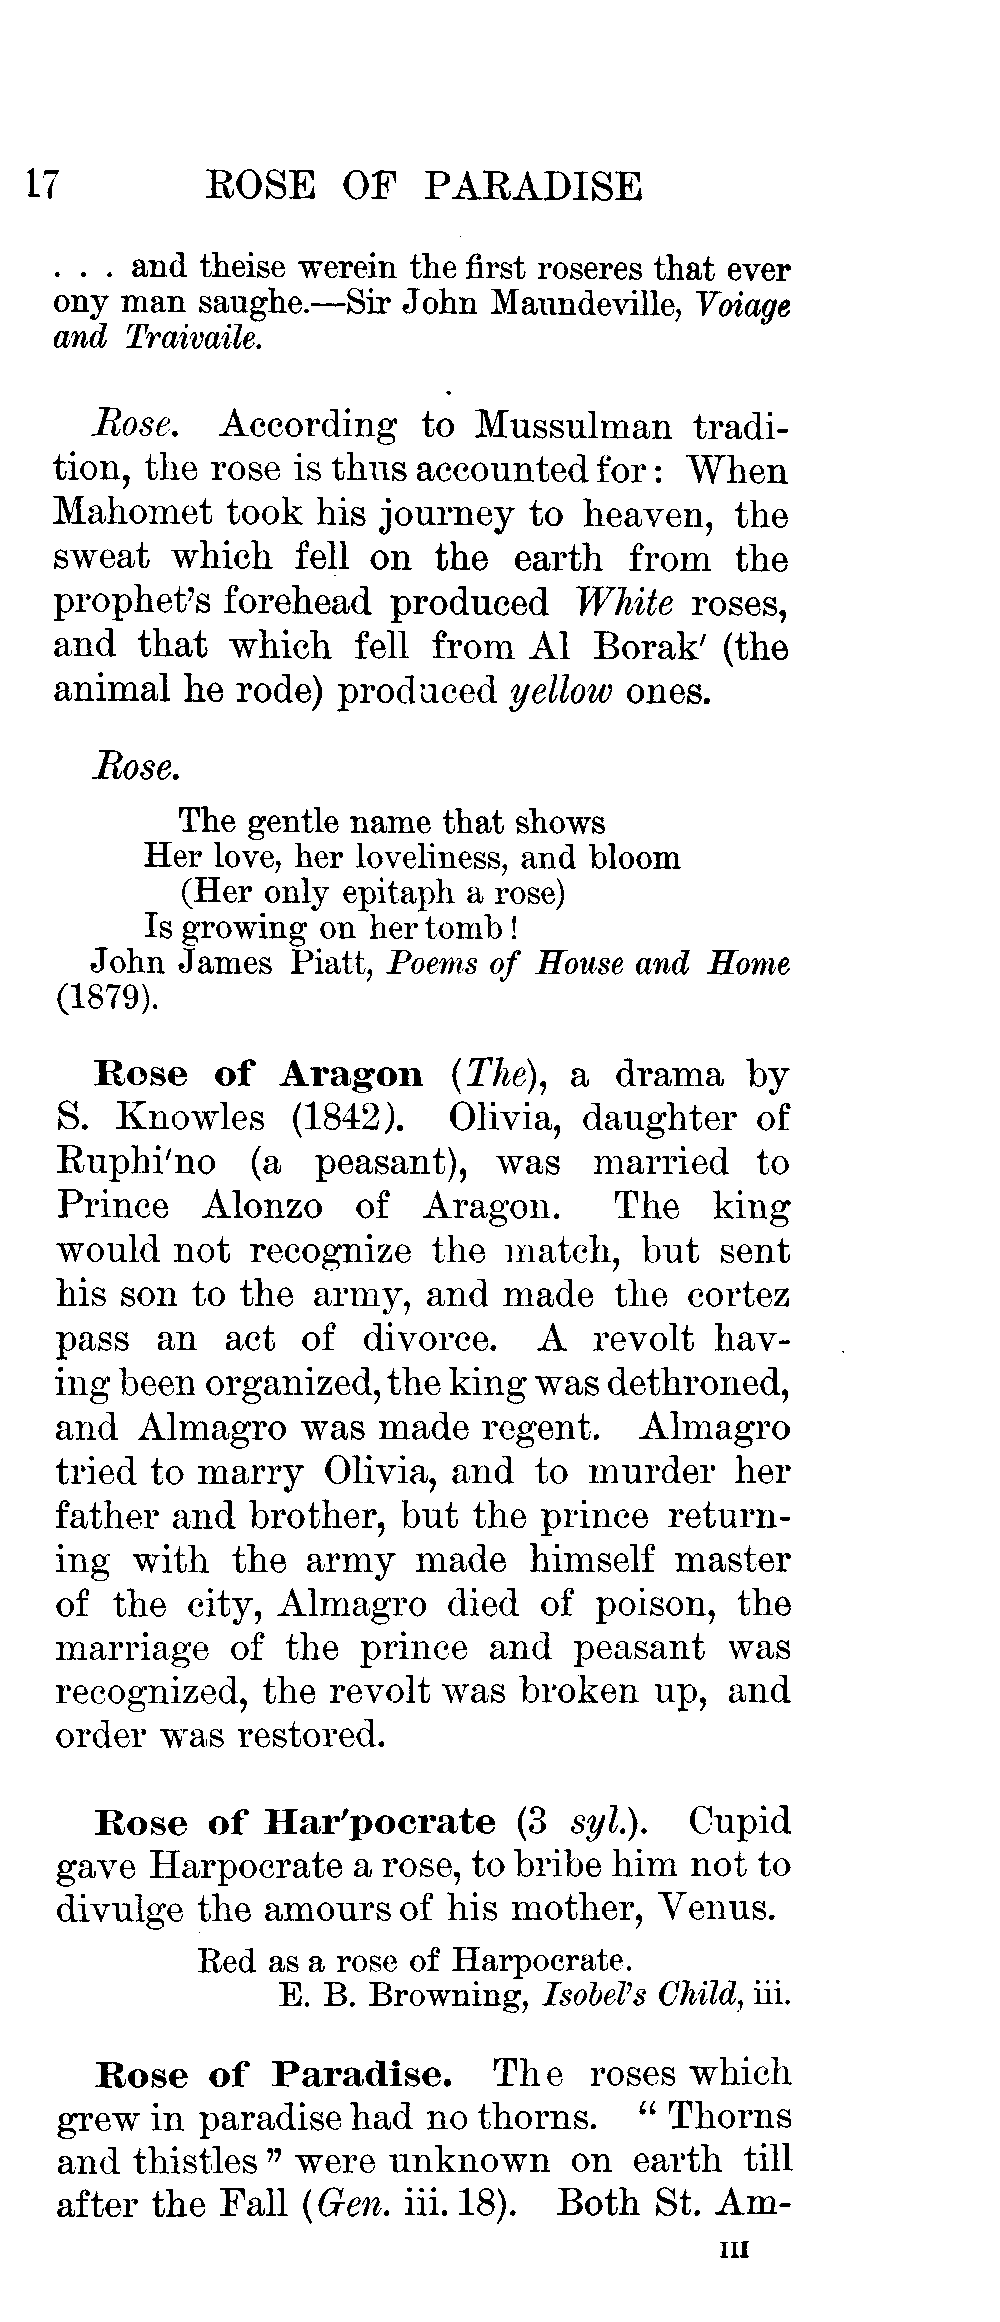 17 ROSE OF PARADISE
. . . and theise werein the first roseres that ever
ony man saughe.—Sir John Maundeville, Voiage
and Traivaile.
Rose. According to Mussulman tradi-
tion, the rose is thus accounted for: When
Mahomet took his journey to heaven, the
sweat which fell on the earth from the
prophet's forehead produced White roses,
and that which fell from Al Borak' (the
animal he rode) produced yellow ones.
Rose.
The gentle name that shows
Her love, her loveliness, and bloom
(Her only epitaph a rose)
Is growing on her tomb!
John James Piatt, Poems of House and Home
(1879).
Rose of Aragon (The), a drama by
S. Knowles (1842). Olivia, daughter of
Ruphi'no (a peasant), was married to
Prince Alonzo of Aragon. The king
would not recognize the match, but sent
his son to the army, and made the cortez
pass an act of divorce. A revolt hav-
ing been organized, the king was dethroned,
and Almagro was made regent. Almagro
tried to marry Olivia, and to murder her
father and brother, but the prince return-
ing with the army made himself master
of the city, Almagro died of poison, the
marriage of the prince and peasant was
recognized, the revolt was broken up, and
order was restored.
Rose of Har'pocrate (3 syl.). Cupid
gave Harpocrate a rose, to bribe him not to
divulge the amours of his mother, Venus.
Red as a rose of Harpocrate.
E. B. Browning, Isobel's Child, iii.
Rose of Paradise. The roses which
grew in paradise had no thorns. "Thorns
and thistles" were unknown on earth till
after the Fall (Gen. iii. 18). Both St. Am-
III